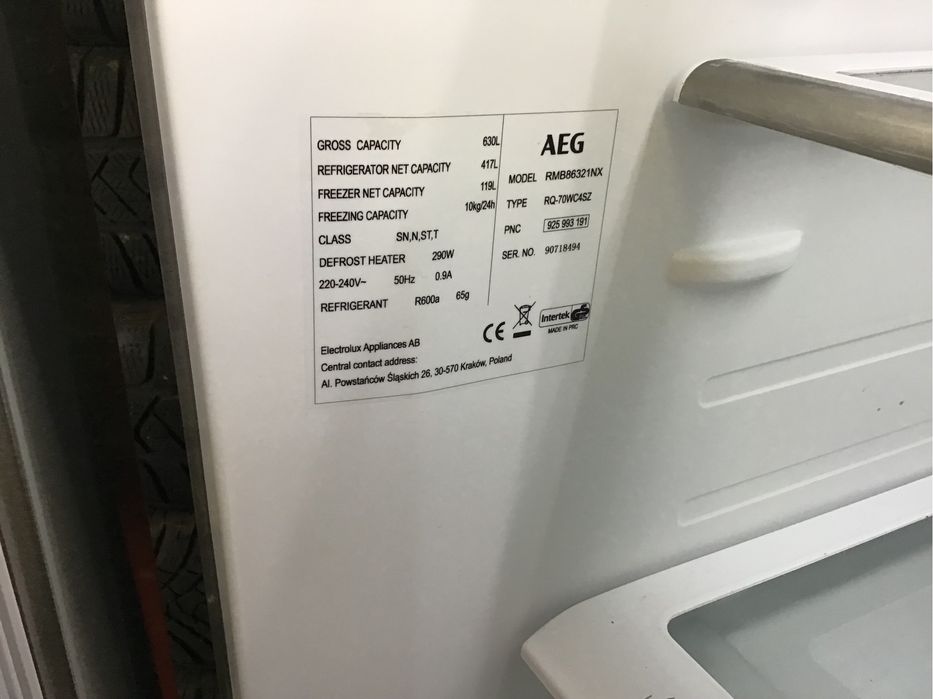 GROSS CAPACITY 630L
REFRIGERATOR NET CAPACITY 417L
FREEZER NET CAPACITY 119L
FREEZING CAPACITY 10kg/24h
CLASS SN,N,ST,T
DEFROST HEATER 290W
220-240V~ 50Hz 0.9A
REFRIGERANT R600a 65g
AEG
MODEL RMB86321NX
TYPE RQ-70WC4SZ
PNC 925 993 191
SER. NO. 90718494
CE
Intertek
MADE IN PRC
Electrolux Appliances AB
Central contact address:
Al. Powstańców Śląskich 26, 30-570 Kraków, Poland